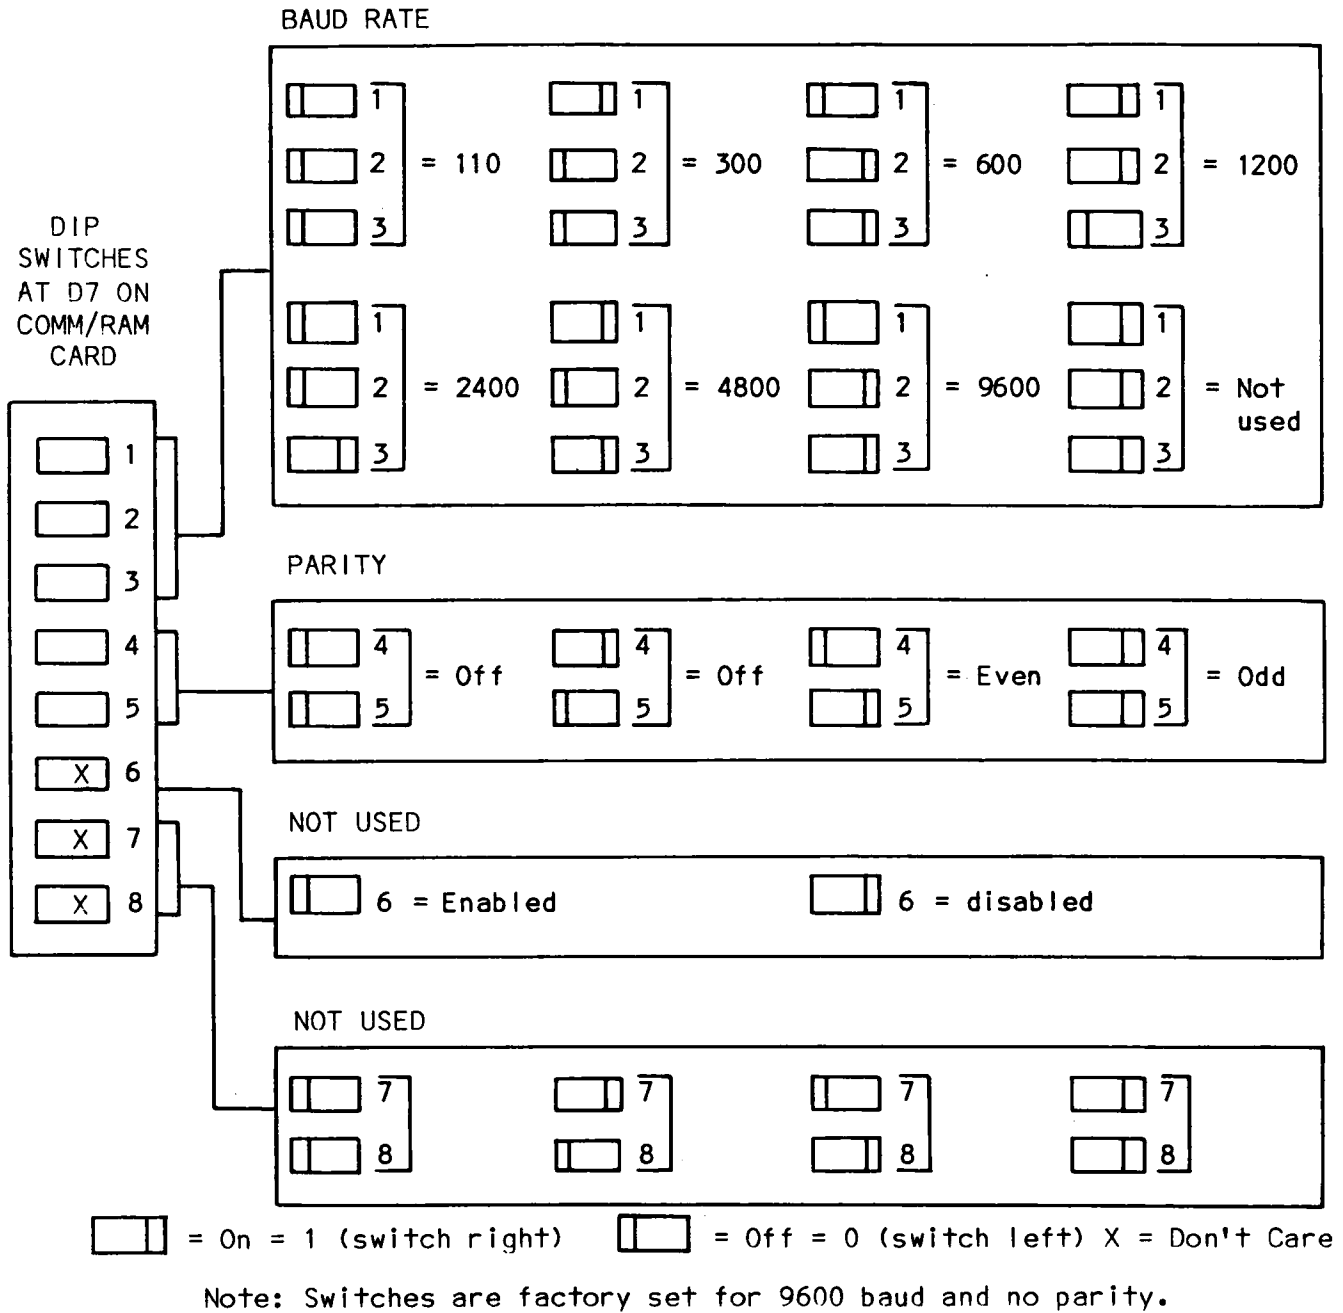 BAUD RATE
1 1 1 1
2 = 110 2 = 300 2 = 600 2 = 1200
3 3 3 3
1 1 1 1
2 = 2400 2 = 4800 2 = 9600 2 = Not
used
3 3 3 3
DIP
SWITCHES
AT D7 ON
COMM/RAM
CARD
1
2
3
4
5
X 6
X 7
X 8
PARITY
4 4 4 4
= Off = Off = Even = Odd
5 5 5 5
NOT USED
6 = Enabled 6 = disabled
NOT USED
7 7 7 7
8 8 8 8
= On = 1 (switch right) = Off = 0 (switch left) X = Don't Care
Note: Switches are factory set for 9600 baud and no parity.